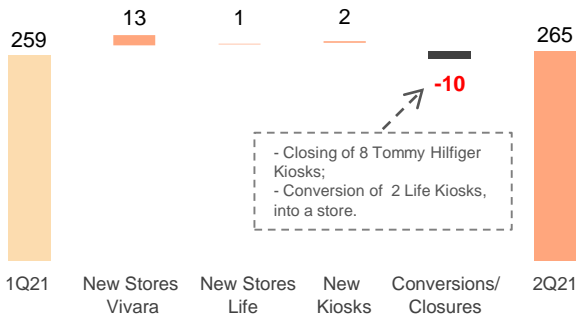 259
13
1
2
-10
265
- Closing of 8 Tommy Hilfiger
Kiosks;
- Conversion of 2 Life Kiosks,
into a store.
1Q21
New Stores
Vivara
New Stores
Life
New
Kiosks
Conversions/
Closures
2Q21